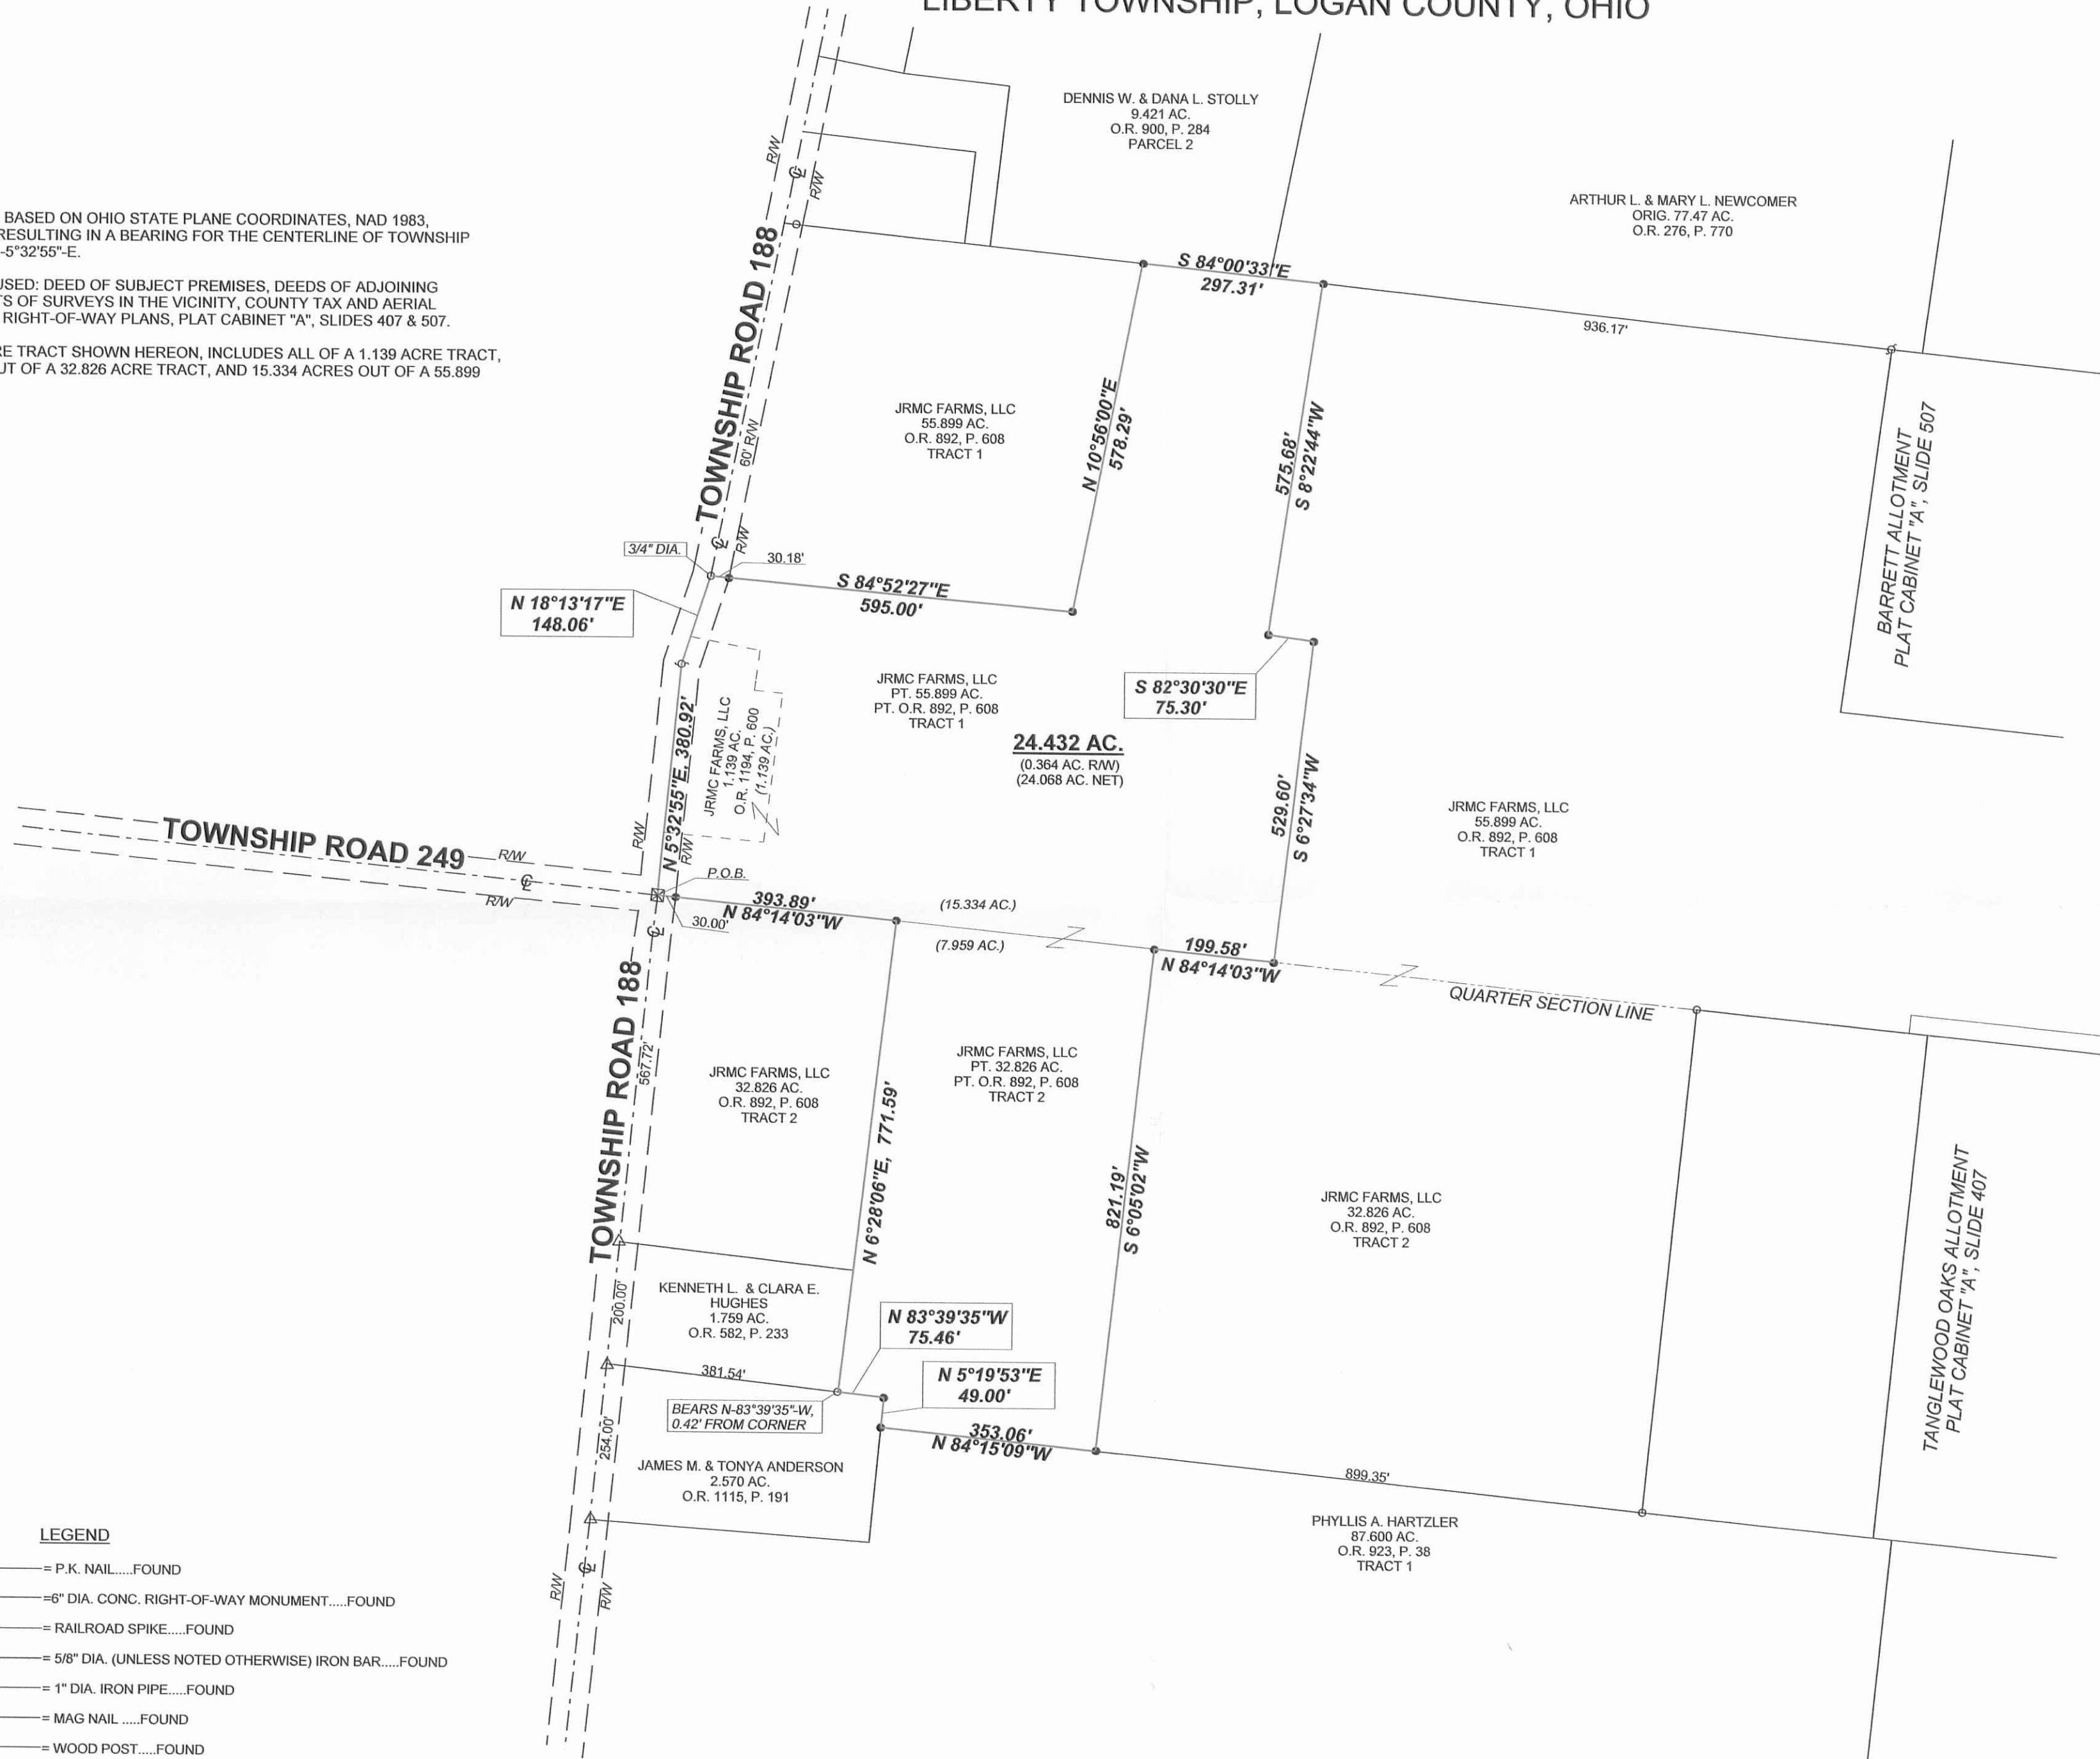 LIBERTY TOWNSHIP, LOGAN COUNTY, OHIO
DENNIS W. & DANA L. STOLLY
9.421 AC.
O.R. 900, P. 284
PARCEL 2
ARTHUR L. & MARY L. NEWCOMER
ORIG. 77.47 AC.
O.R. 276, P. 770
BASED ON OHIO STATE PLANE COORDINATES, NAD 1983,
RESULTING IN A BEARING FOR THE CENTERLINE OF TOWNSHIP
-5°32'55"-E.
USED: DEED OF SUBJECT PREMISES, DEEDS OF ADJOINING
S OF SURVEYS IN THE VICINITY, COUNTY TAX AND AERIAL
RIGHT-OF-WAY PLANS, PLAT CABINET "A", SLIDES 407 & 507.
RE TRACT SHOWN HEREON, INCLUDES ALL OF A 1.139 ACRE TRACT,
UT OF A 32.826 ACRE TRACT, AND 15.334 ACRES OUT OF A 55.899
R/W
CL
R/W
TOWNSHIP ROAD 188
60' R/W
CL
R/W
S 84°00'33"E
297.31'
936.17'
JRMC FARMS, LLC
55.899 AC.
O.R. 892, P. 608
TRACT 1
N 10°56'00"E
578.29'
575.68'
S 8°22'44"W
BARRETT ALLOTMENT
PLAT CABINET "A", SLIDE 507
3/4" DIA.
30.18'
S 84°52'27"E
595.00'
N 18°13'17"E
148.06'
JRMC FARMS, LLC
PT. 55.899 AC.
PT. O.R. 892, P. 608
TRACT 1
S 82°30'30"E
75.30'
24.432 AC.
(0.364 AC. R/W)
(24.068 AC. NET)
N 5°32'55"E, 380.92'
JRMC FARMS, LLC
1.139 AC.
O.R. 1194, P. 600
(1.139 AC.)
529.60'
S 6°27'34"W
JRMC FARMS, LLC
55.899 AC.
O.R. 892, P. 608
TRACT 1
TOWNSHIP ROAD 249
R/W
CL
R/W
R/W
R/W
P.O.B.
30.00'
CL
393.89'
N 84°14'03"W
(15.334 AC.)
(7.959 AC.)
199.58'
N 84°14'03"W
QUARTER SECTION LINE
TOWNSHIP ROAD 188
567.72'
JRMC FARMS, LLC
32.826 AC.
O.R. 892, P. 608
TRACT 2
N 6°28'06"E, 771.59'
JRMC FARMS, LLC
PT. 32.826 AC.
PT. O.R. 892, P. 608
TRACT 2
821.19'
S 6°05'02"W
JRMC FARMS, LLC
32.826 AC.
O.R. 892, P. 608
TRACT 2
TANGLEWOOD OAKS ALLOTMENT
PLAT CABINET "A", SLIDE 407
200.00'
KENNETH L. & CLARA E.
HUGHES
1.759 AC.
O.R. 582, P. 233
N 83°39'35"W
75.46'
381.54'
N 5°19'53"E
49.00'
BEARS N-83°39'35"-W,
0.42' FROM CORNER
254.00'
353.06'
N 84°15'09"W
JAMES M. & TONYA ANDERSON
2.570 AC.
O.R. 1115, P. 191
899.35'
PHYLLIS A. HARTZLER
87.600 AC.
O.R. 923, P. 38
TRACT 1
CL
R/W
R/W
LEGEND
= P.K. NAIL.....FOUND
=6" DIA. CONC. RIGHT-OF-WAY MONUMENT.....FOUND
= RAILROAD SPIKE.....FOUND
= 5/8" DIA. (UNLESS NOTED OTHERWISE) IRON BAR.....FOUND
= 1" DIA. IRON PIPE.....FOUND
= MAG NAIL .....FOUND
= WOOD POST.....FOUND